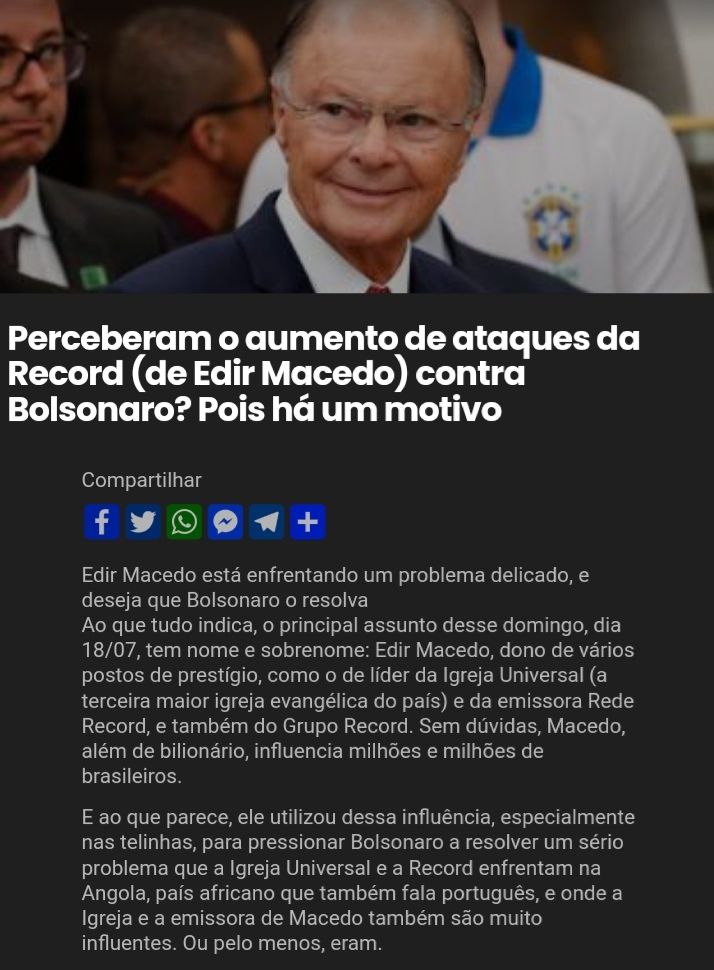 Perceberam o aumento de ataques da
Record (de Edir Macedo) contra
Bolsonaro? Pois há um motivo
Compartilhar
Edir Macedo está enfrentando um problema delicado, e
deseja que Bolsonaro o resolva
Ao que tudo indica, o principal assunto desse domingo, dia
18/07, tem nome e sobrenome: Edir Macedo, dono de vários
postos de prestígio, como o de líder da Igreja Universal (a
terceira maior igreja evangélica do país) e da emissora Rede
Record, e também do Grupo Record. Sem dúvidas, Macedo,
além de bilionário, influencia milhões e milhões de
brasileiros.
E ao que parece, ele utilizou dessa influência, especialmente
nas telinhas, para pressionar Bolsonaro a resolver um sério
problema que a Igreja Universal e a Record enfrentam na
Angola, país africano que também fala português, e onde a
Igreja e a emissora de Macedo também são muito
influentes. Ou pelo menos, eram.